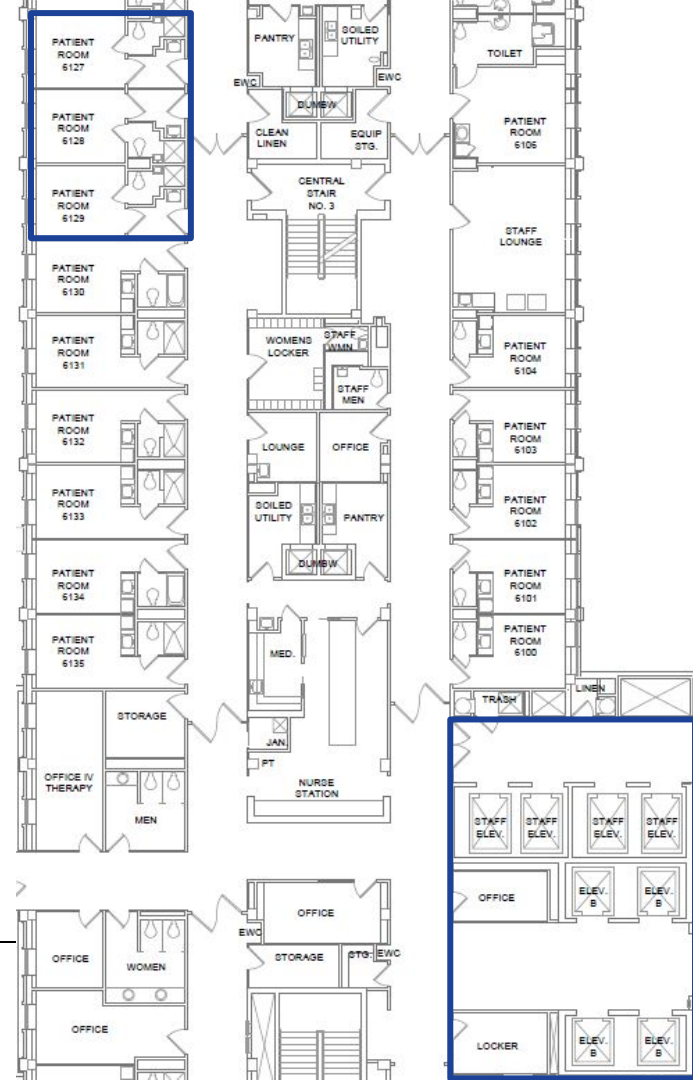 PATIENT
ROOM
6127
PANTRY
SOILED
UTILITY
TOILET
EWC
EWC
DUMBW
PATIENT
ROOM
6128
CLEAN
LINEN
EQUIP
STG.
PATIENT
ROOM
6106
CENTRAL
STAIR
NO. 3
PATIENT
ROOM
6129
STAFF
LOUNGE
PATIENT
ROOM
6130
PATIENT
ROOM
6131
WOMENS
LOCKER
STAFF
WMN
PATIENT
ROOM
6104
STAFF
MEN
PATIENT
ROOM
6132
LOUNGE
OFFICE
PATIENT
ROOM
6103
PATIENT
ROOM
6133
SOILED
UTILITY
PANTRY
PATIENT
ROOM
6102
DUMBW
PATIENT
ROOM
6134
PATIENT
ROOM
6101
PATIENT
ROOM
6135
MED.
PATIENT
ROOM
6100
TRASH
LINEN
STORAGE
JAN.
PT
OFFICE IV
THERAPY
NURSE
STATION
MEN
STAFF
ELEV.
STAFF
ELEV.
STAFF
ELEV.
STAFF
ELEV.
OFFICE
ELEV.
B
ELEV.
B
OFFICE
EWC
STORAGE
STG.
EWC
OFFICE
WOMEN
OFFICE
LOCKER
ELEV.
B
ELEV.
B